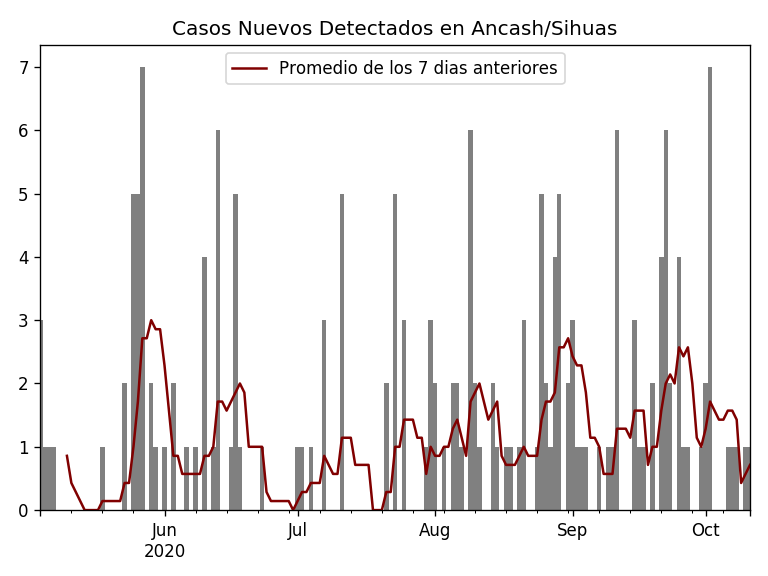 Casos Nuevos Detectados en Ancash/Sihuas
Promedio de los 7 dias anteriores
7
6
5
4
3
2
1
0
Jun
2020
Jul
Aug
Sep
Oct